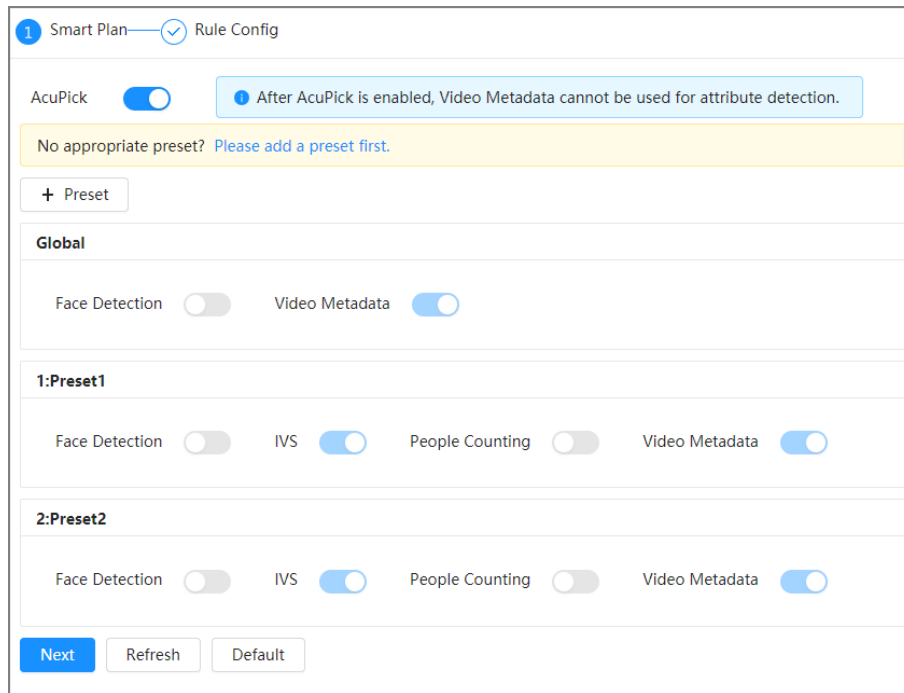 1 Smart Plan Rule Config
AcuPick After AcuPick is enabled, Video Metadata cannot be used for attribute detection.
No appropriate preset? Please add a preset first.
+ Preset
Global
Face Detection Video Metadata
1:Preset1
Face Detection IVS People Counting Video Metadata
2:Preset2
Face Detection IVS People Counting Video Metadata
Next Refresh Default